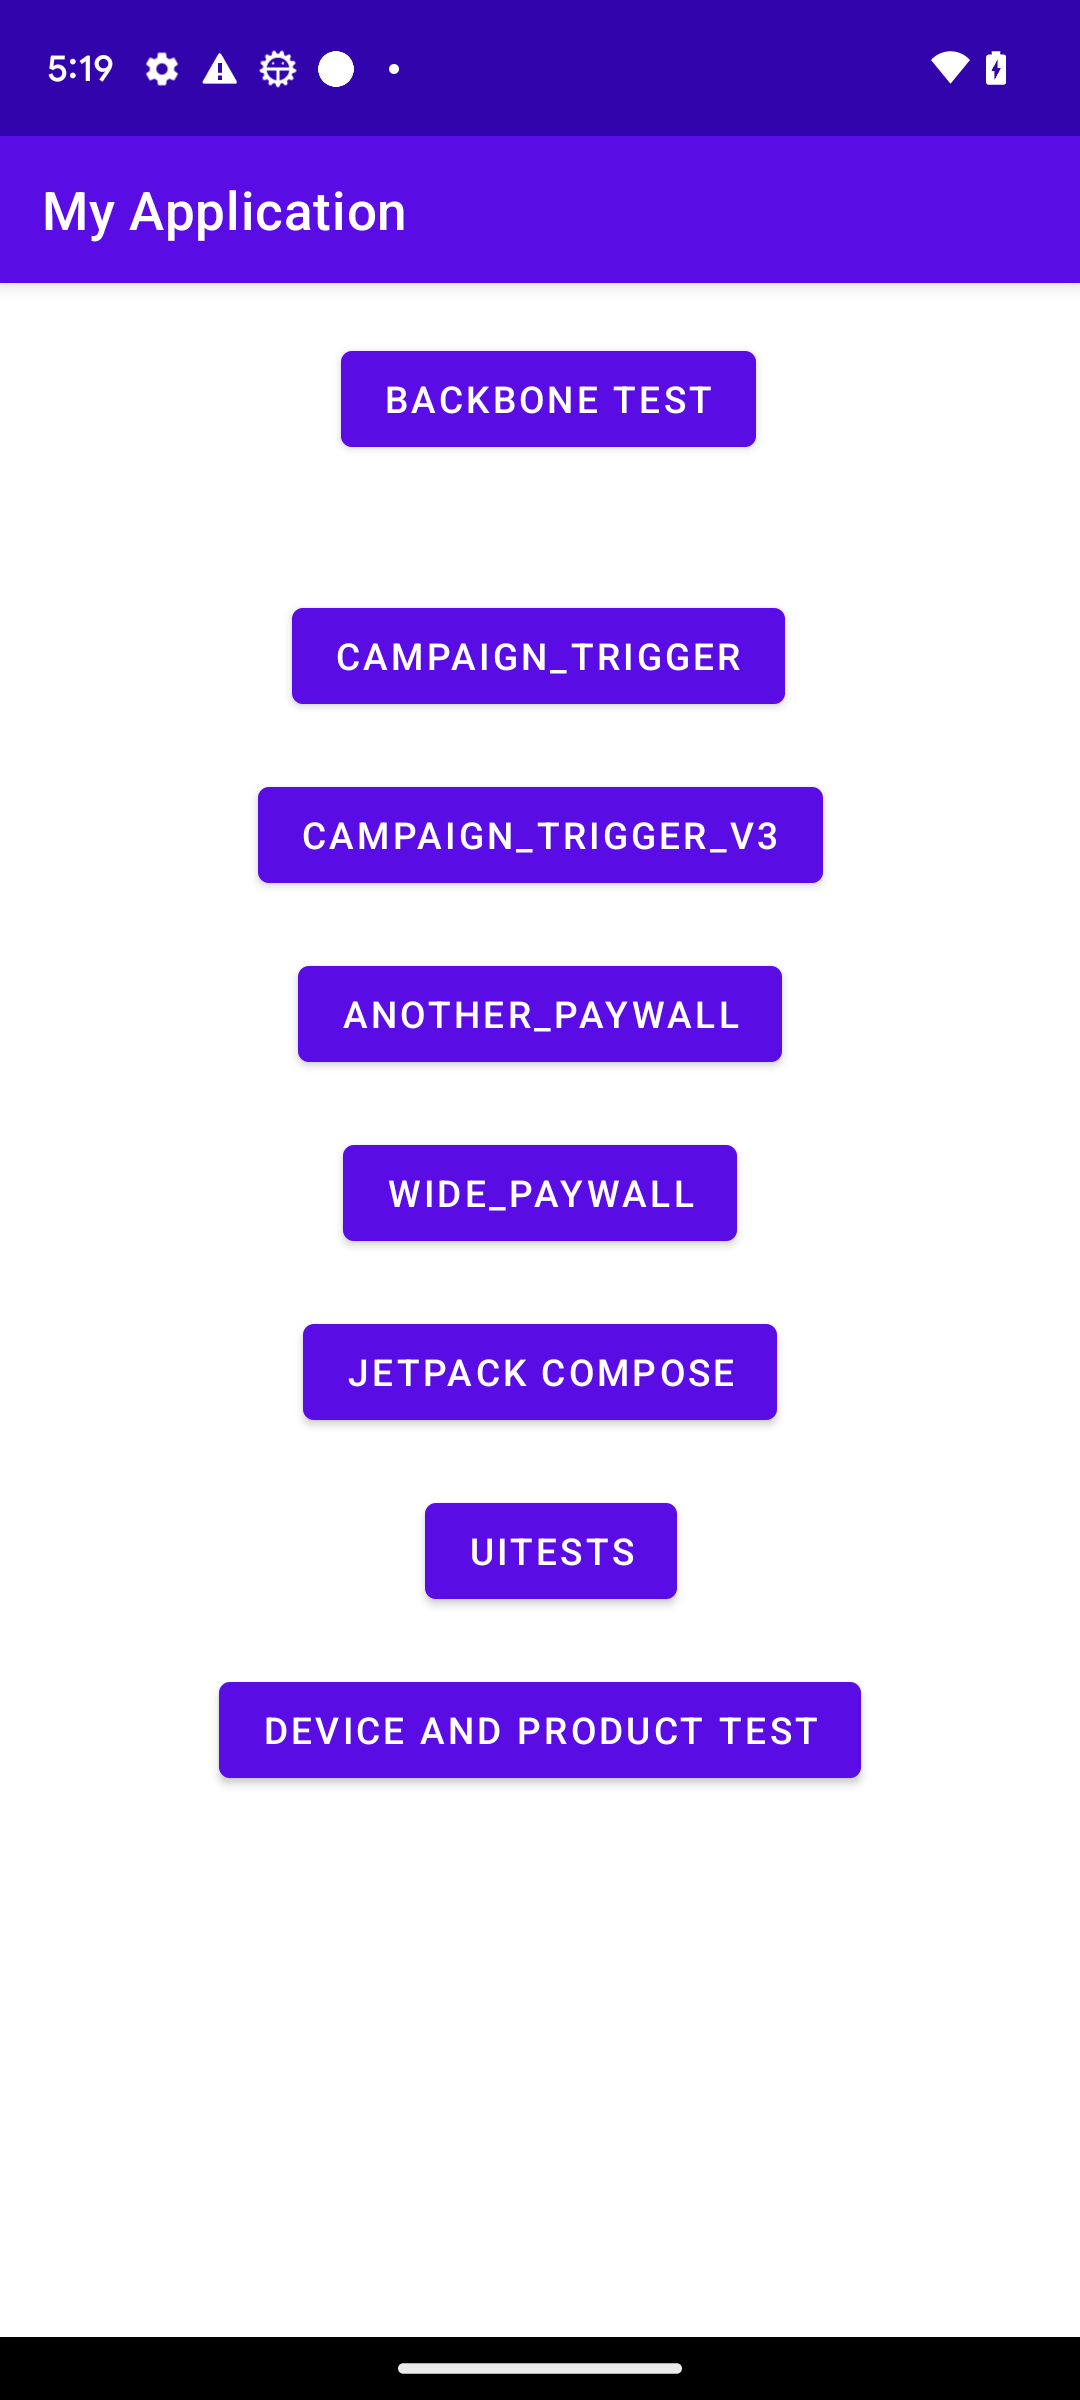 5:19
My Application
BACKBONE TEST
CAMPAIGN_TRIGGER
CAMPAIGN_TRIGGER_V3
ANOTHER_PAYWALL
WIDE_PAYWALL
JETPACK COMPOSE
UITESTS
DEVICE AND PRODUCT TEST